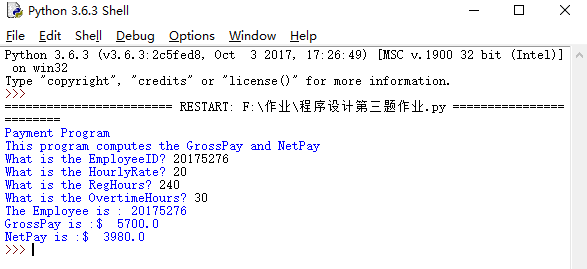 Python 3.6.3 Shell
File Edit Shell Debug Options Window Help
Python 3.6.3 (v3.6.3:2c5fed8, Oct  3 2017, 17:26:49) [MSC v.1900 32 bit (Intel)]
 on win32
Type "copyright", "credits" or "license()" for more information.
>>>
======================== RESTART: F:\作业\程序设计第三题作业.py ================
========
Payment Program
This program computes the GrossPay and NetPay
What is the EmployeeID? 20175276
What is the HourlyRate? 20
What is the RegHours? 240
What is the OvertimeHours? 30
The Employee is : 20175276
GrossPay is :$  5700.0
NetPay is :$  3980.0
>>>